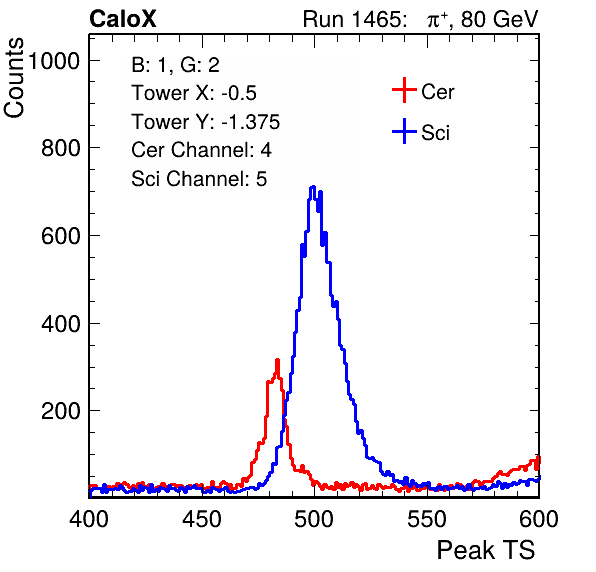 CaloX
Run 1465: π⁺, 80 GeV
Counts
B: 1, G: 2
Tower X: -0.5
Tower Y: -1.375
Cer Channel: 4
Sci Channel: 5
Cer
Sci
1000
800
600
400
200
400 450 500 550 600
Peak TS